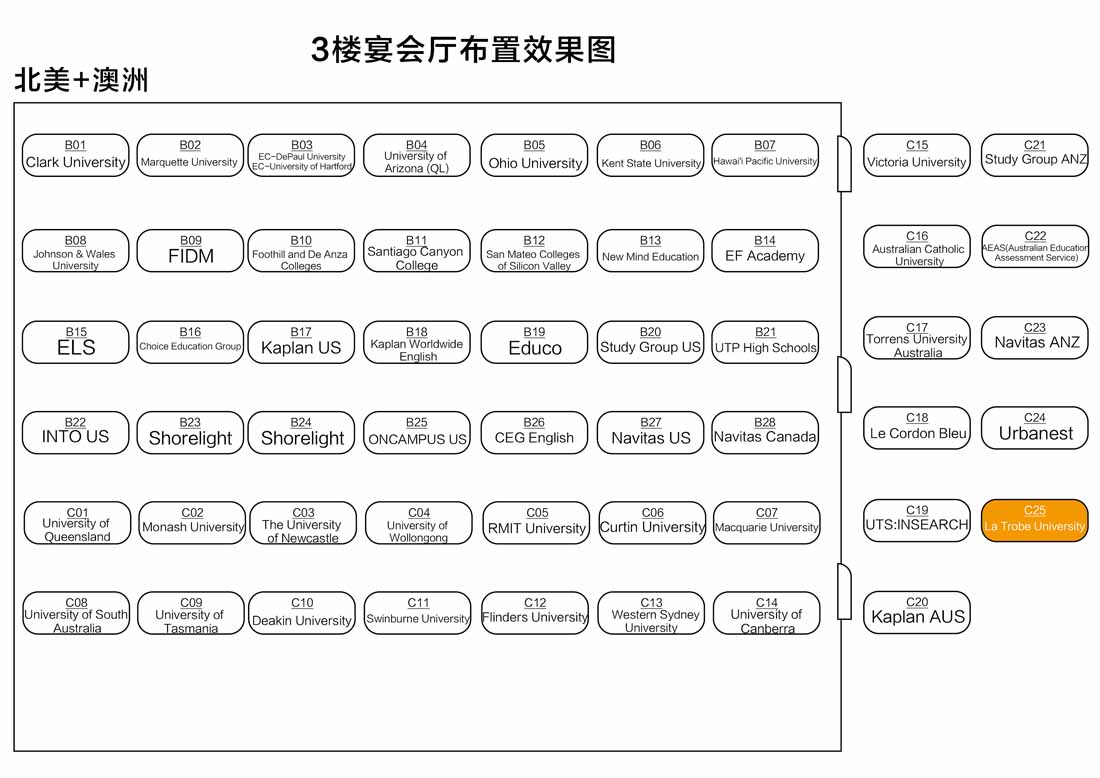 3楼宴会厅布置效果图
北美+澳洲
B01
Clark University
B02
Marquette University
B03
EC-DePaul University
EC-University of Hartford
B04
University of
Arizona (QL)
B05
Ohio University
B06
Kent State University
B07
Hawai'i Pacific University
C15
Victoria University
C21
Study Group ANZ
B08
Johnson & Wales
University
B09
FIDM
B10
Foothill and De Anza
Colleges
B11
Santiago Canyon
College
B12
San Mateo Colleges
of Silicon Valley
B13
New Mind Education
B14
EF Academy
C16
Australian Catholic
University
C22
AEAS(Australian Education
Assessment Service)
B15
ELS
B16
Choice Education Group
B17
Kaplan US
B18
Kaplan Worldwide
English
B19
Educo
B20
Study Group US
B21
UTP High Schools
C17
Torrens University
Australia
C23
Navitas ANZ
B22
INTO US
B23
Shorelight
B24
Shorelight
B25
ONCAMPUS US
B26
CEG English
B27
Navitas US
B28
Navitas Canada
C18
Le Cordon Bleu
C24
Urbanest
C01
University of
Queensland
C02
Monash University
C03
The University
of Newcastle
C04
University of
Wollongong
C05
RMIT University
C06
Curtin University
C07
Macquarie University
C19
UTS:INSEARCH
C25
La Trobe University
C08
University of South
Australia
C09
University of
Tasmania
C10
Deakin University
C11
Swinburne University
C12
Flinders University
C13
Western Sydney
University
C14
University of
Canberra
C20
Kaplan AUS